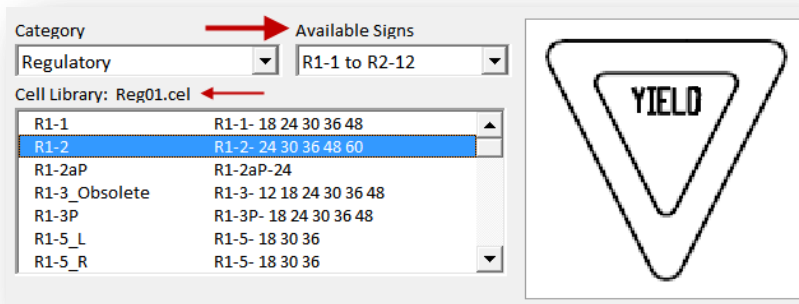 Category
Available Signs
Regulatory
R1-1 to R2-12
Cell Library: Reg01.cel
R1-1 R1-1- 18 24 30 36 48
R1-2 R1-2- 24 30 36 48 60
R1-2aP R1-2aP-24
R1-3_Obsolete R1-3- 12 18 24 30 36 48
R1-3P R1-3P- 18 24 30 36 48
R1-5_L R1-5- 18 30 36
R1-5_R R1-5- 18 30 36
YIELD